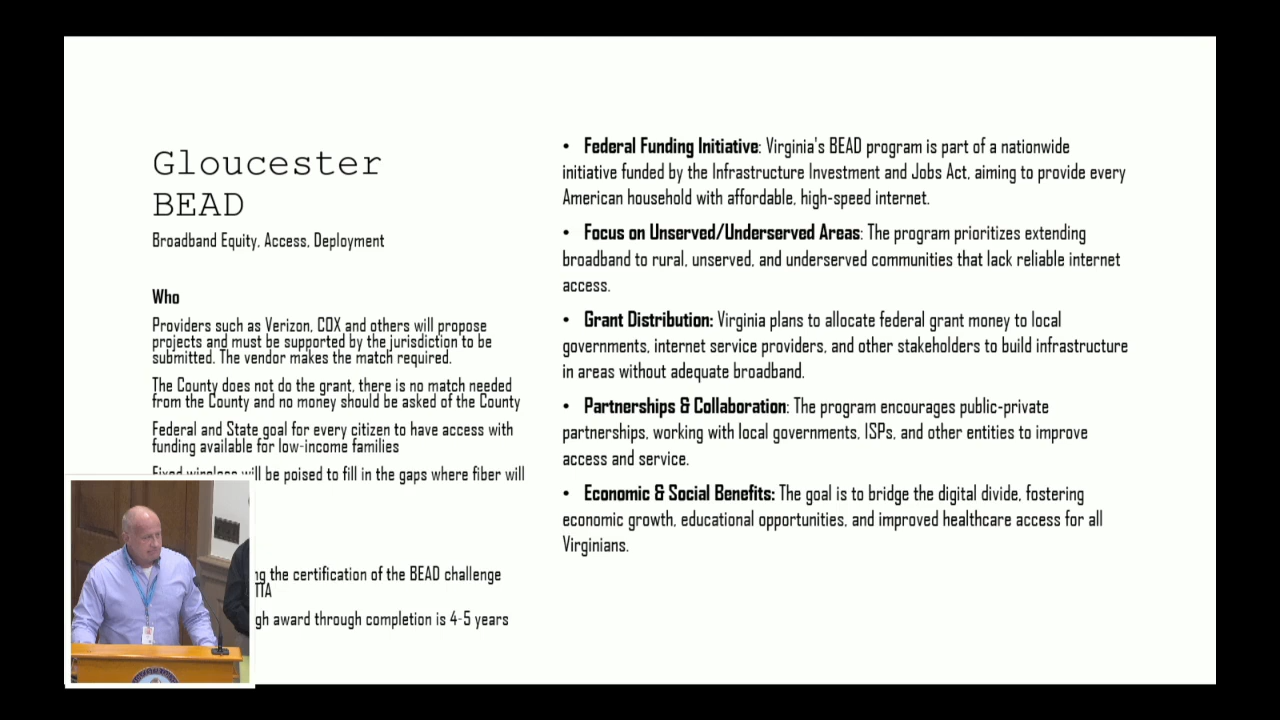 Gloucester
BEAD
Broadband Equity, Access, Deployment
Who
Providers such as Verizon, COX and others will propose
projects and must be supported by the jurisdiction to be
submitted. The vendor makes the match required.
The County does not do the grant, there is no match needed
from the County and no money should be asked of the County
Federal and State goal for every citizen to have access with
funding available for low-income families
Fixed wireless will be poised to fill in the gaps where fiber will
the certification of the BEAD challenge
award through completion is 4-5 years
• Federal Funding Initiative: Virginia's BEAD program is part of a nationwide
initiative funded by the Infrastructure Investment and Jobs Act, aiming to provide every
American household with affordable, high-speed internet.
• Focus on Unserved/Underserved Areas: The program prioritizes extending
broadband to rural, unserved, and underserved communities that lack reliable internet
access.
• Grant Distribution: Virginia plans to allocate federal grant money to local
governments, internet service providers, and other stakeholders to build infrastructure
in areas without adequate broadband.
• Partnerships & Collaboration: The program encourages public-private
partnerships, working with local governments, ISPs, and other entities to improve
access and service.
• Economic & Social Benefits: The goal is to bridge the digital divide, fostering
economic growth, educational opportunities, and improved healthcare access for all
Virginians.